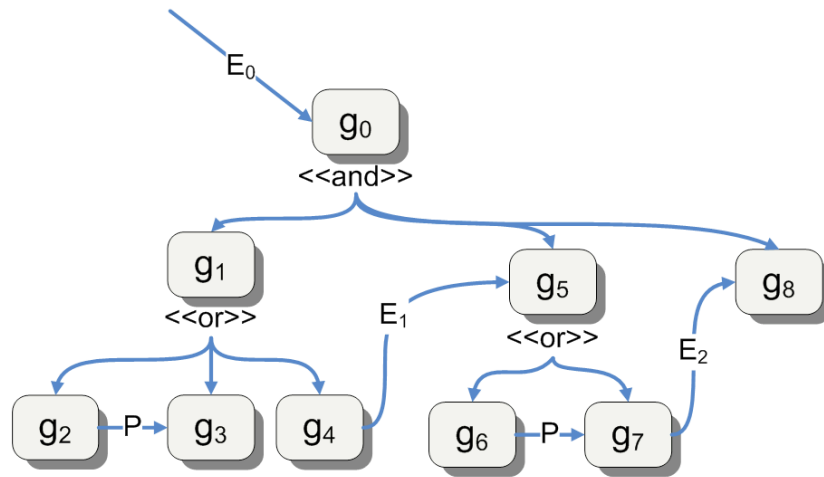 E₀
g₀
<<and>>
g₁
g₅
g₈
<<or>>
E₁
<<or>>
E₂
g₂
P
g₃
g₄
g₆
P
g₇